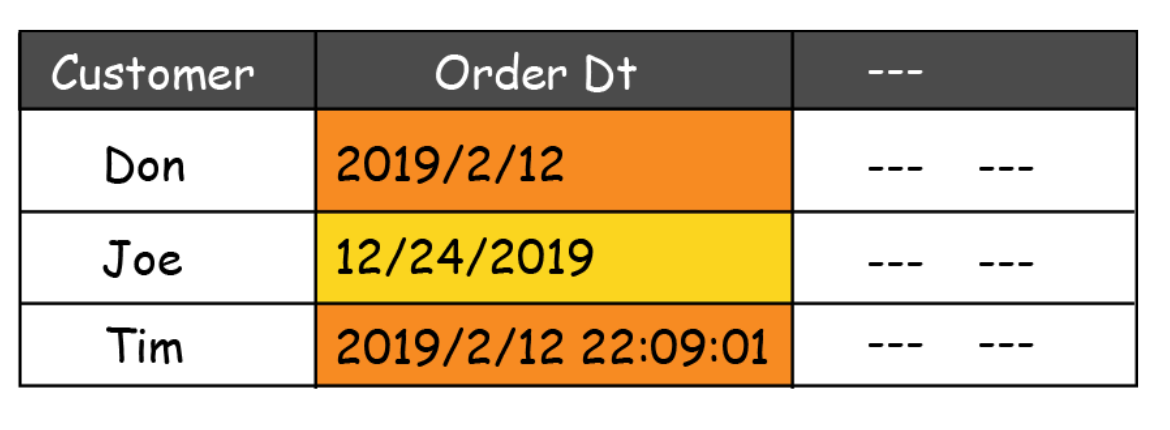 Customer Order Dt ---
Don 2019/2/12 --- ---
Joe 12/24/2019 --- ---
Tim 2019/2/12 22:09:01 --- ---